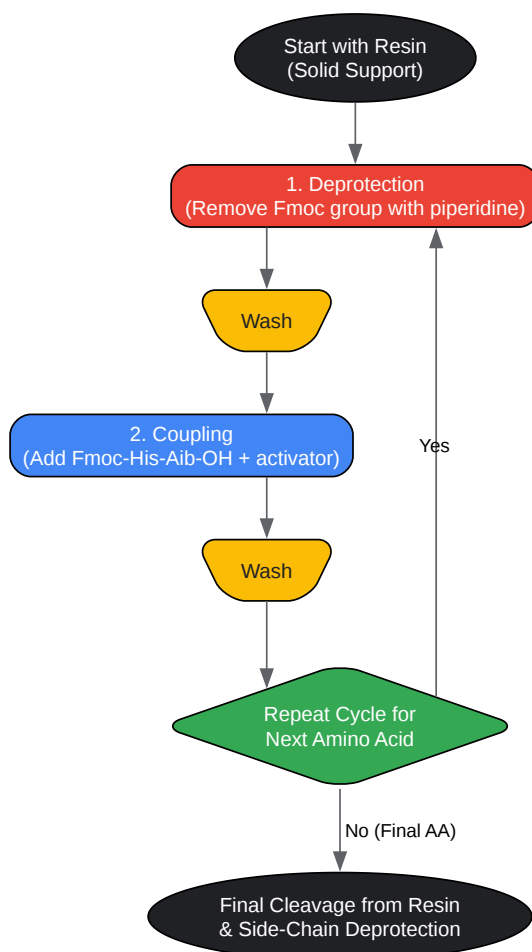 Start with Resin
(Solid Support)
1. Deprotection
(Remove Fmoc group with piperidine)
Wash
2. Coupling
(Add Fmoc-His-Aib-OH + activator)
Yes
Wash
Repeat Cycle for
Next Amino Acid
No (Final AA)
Final Cleavage from Resin
& Side-Chain Deprotection